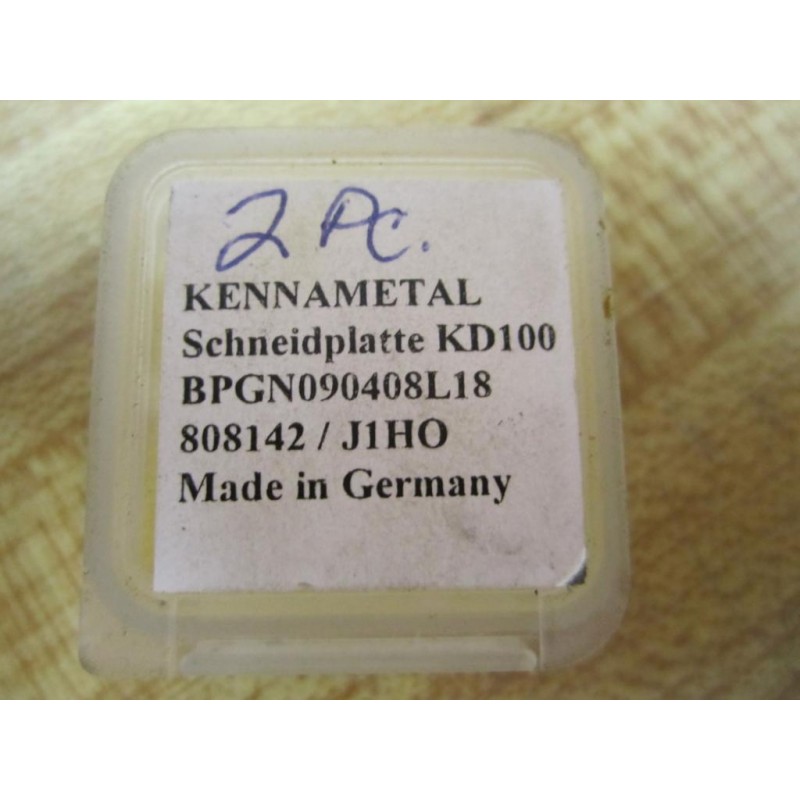 2 Pc.
KENNAMETAL
Schneidplatte KD100
BPGN090408L18
808142 / J1HO
Made in Germany